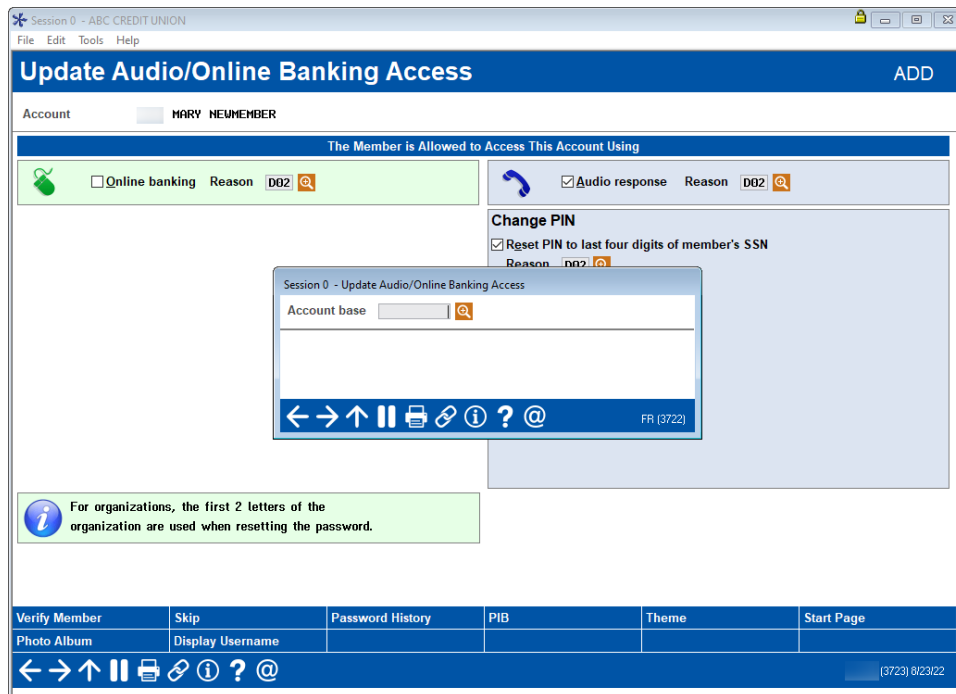 Session 0 - ABC CREDIT UNION
File Edit Tools Help
Update Audio/Online Banking Access ADD
Account MARY NEWMEMBER
The Member is Allowed to Access This Account Using
Online banking Reason D02
Audio response Reason D02
Change PIN
Reset PIN to last four digits of member's SSN
Reason D02
Session 0 - Update Audio/Online Banking Access
Account base
FR (3722)
For organizations, the first 2 letters of the
organization are used when resetting the password.
Verify Member Skip Password History PIB Theme Start Page
Photo Album Display Username
(3723) 8/23/22